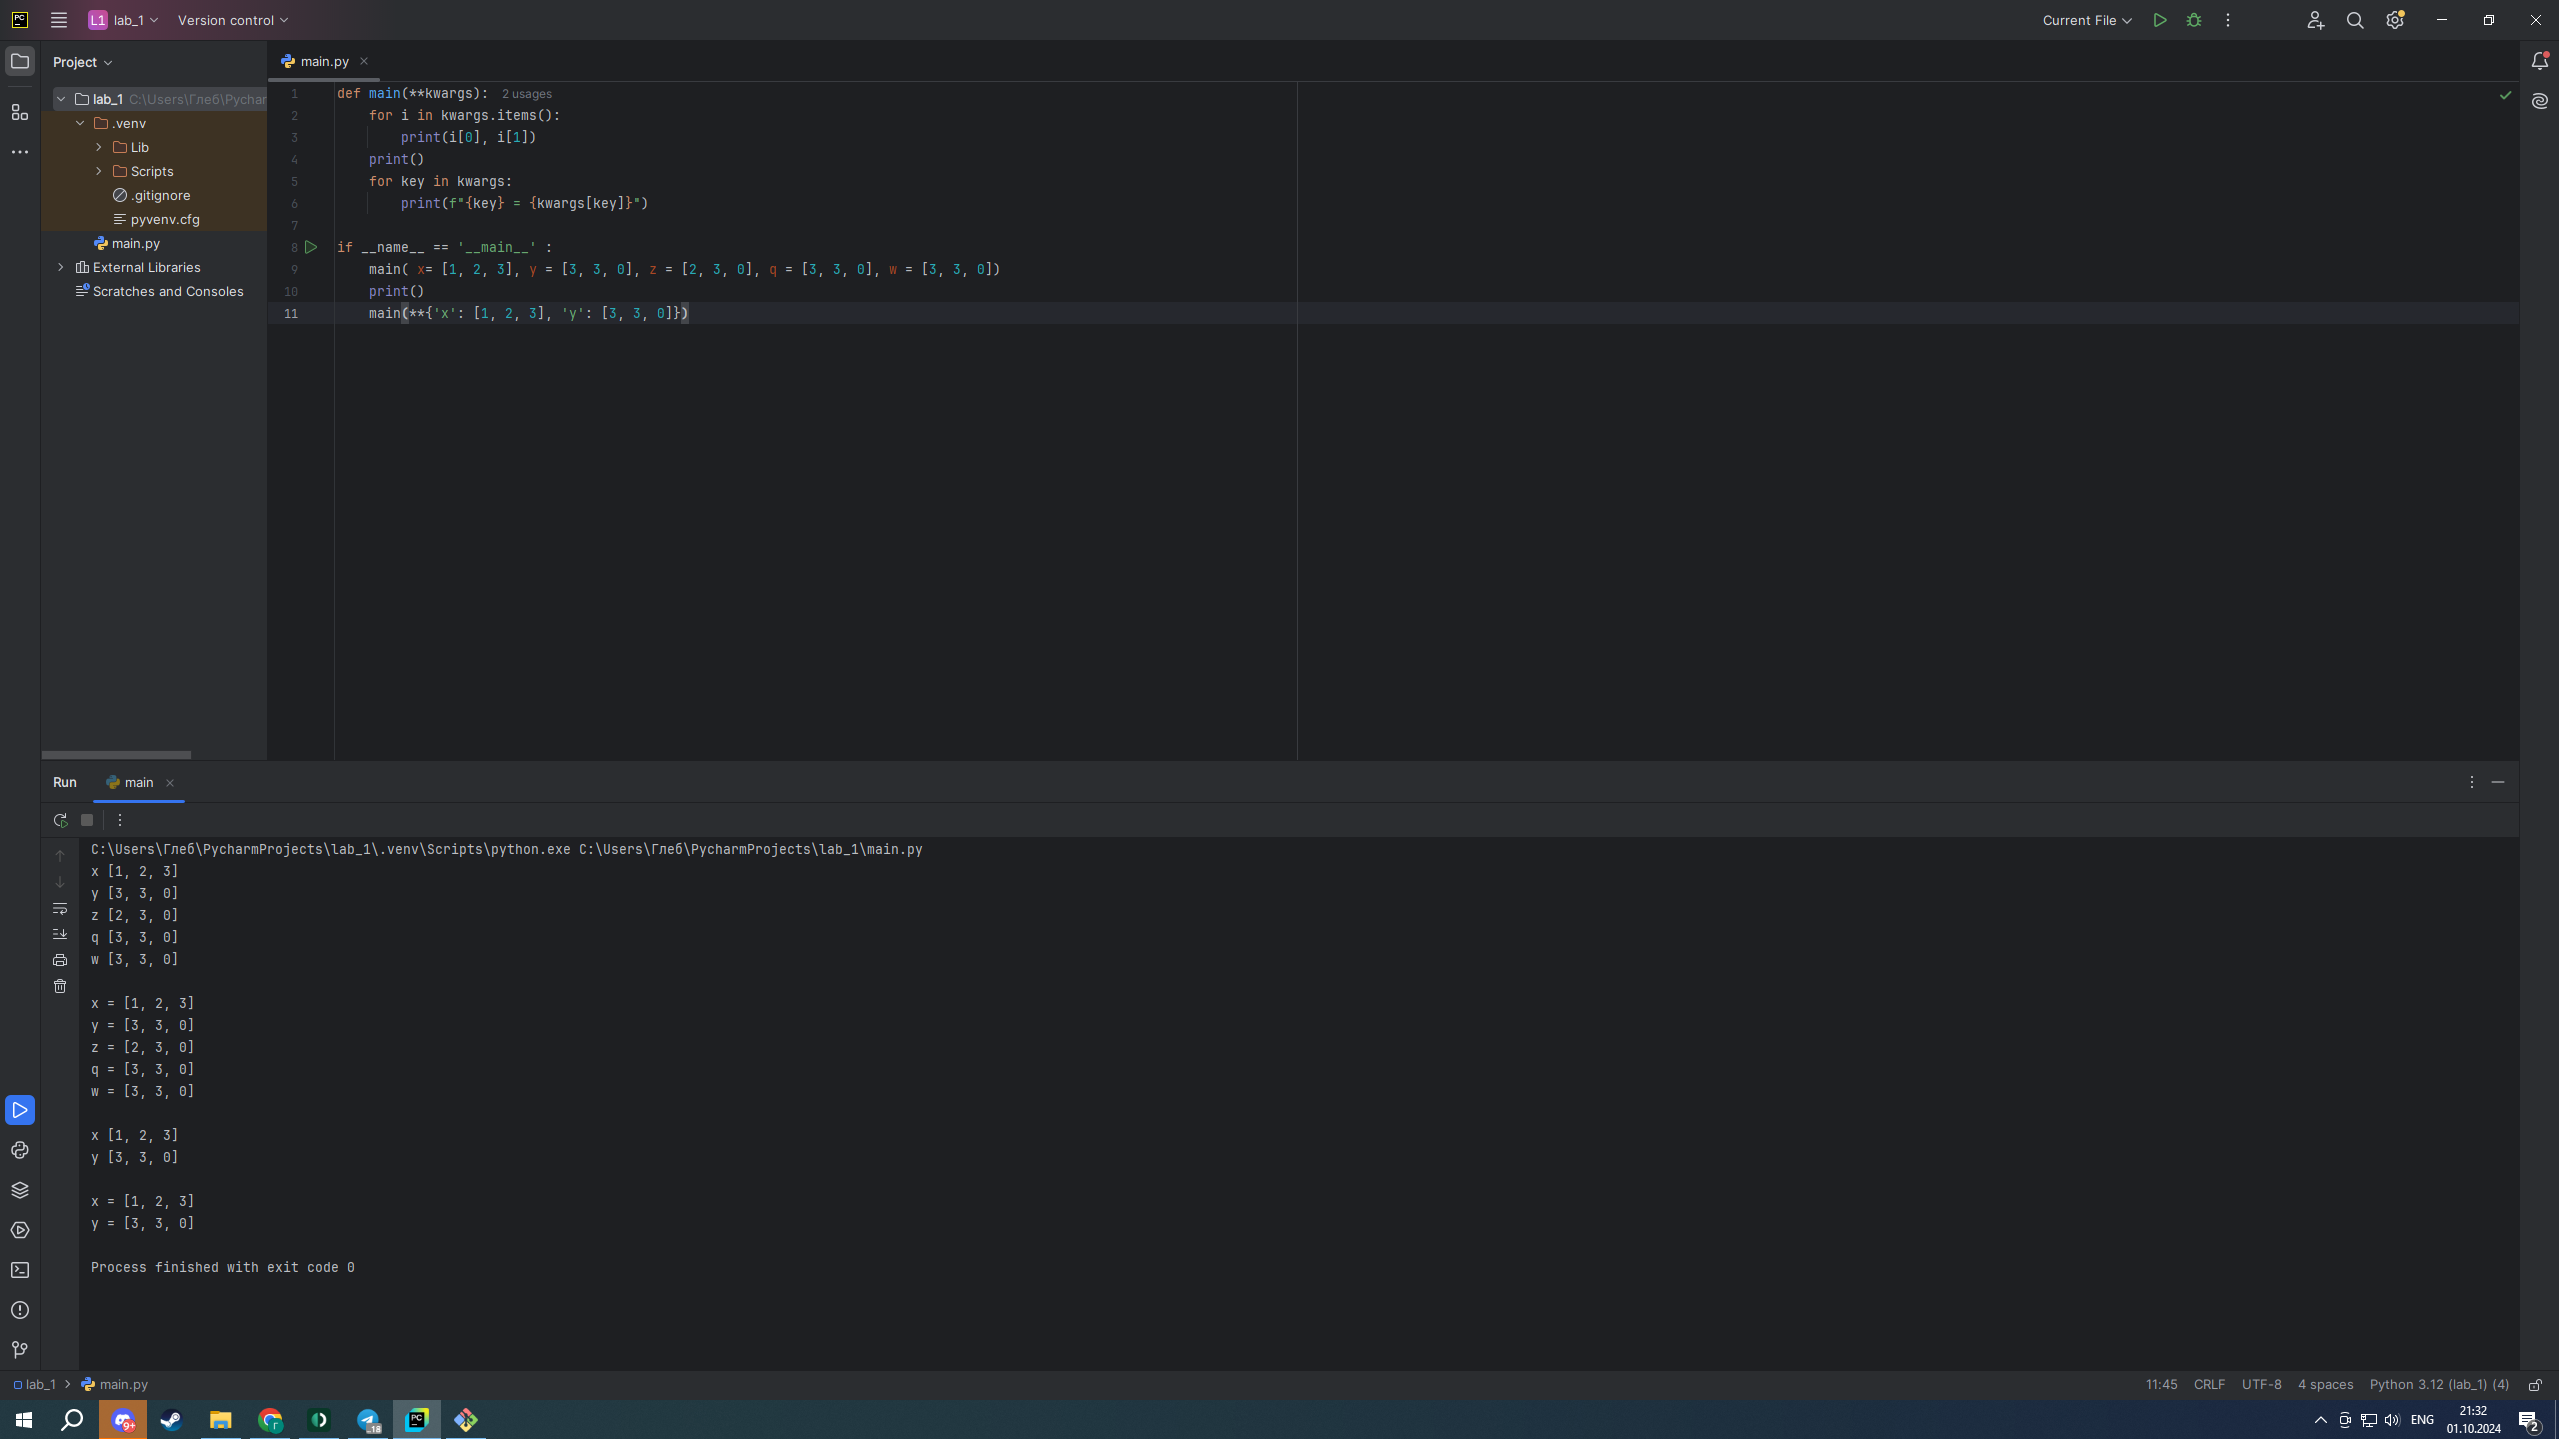 PC L1 lab_1 Version control Current File
Project main.py
lab_1 C:\Users\Глеб\Pychar
.venv
Lib
Scripts
.gitignore
pyvenv.cfg
main.py
External Libraries
Scratches and Consoles
1 def main(**kwargs): 2 usages
2     for i in kwargs.items():
3         print(i[0], i[1])
4     print()
5     for key in kwargs:
6         print(f"{key} = {kwargs[key]}")
7
8 if __name__ == '__main__' :
9     main( x= [1, 2, 3], y = [3, 3, 0], z = [2, 3, 0], q = [3, 3, 0], w = [3, 3, 0])
10     print()
11     main(**{'x': [1, 2, 3], 'y': [3, 3, 0]})
Run main
C:\Users\Глеб\PycharmProjects\lab_1\.venv\Scripts\python.exe C:\Users\Глеб\PycharmProjects\lab_1\main.py
x [1, 2, 3]
y [3, 3, 0]
z [2, 3, 0]
q [3, 3, 0]
w [3, 3, 0]
x = [1, 2, 3]
y = [3, 3, 0]
z = [2, 3, 0]
q = [3, 3, 0]
w = [3, 3, 0]
x [1, 2, 3]
y [3, 3, 0]
x = [1, 2, 3]
y = [3, 3, 0]
Process finished with exit code 0
lab_1 main.py 11:45 CRLF UTF-8 4 spaces Python 3.12 (lab_1) (4)
9+ Г 18 PC ENG 21:32 2
01.10.2024